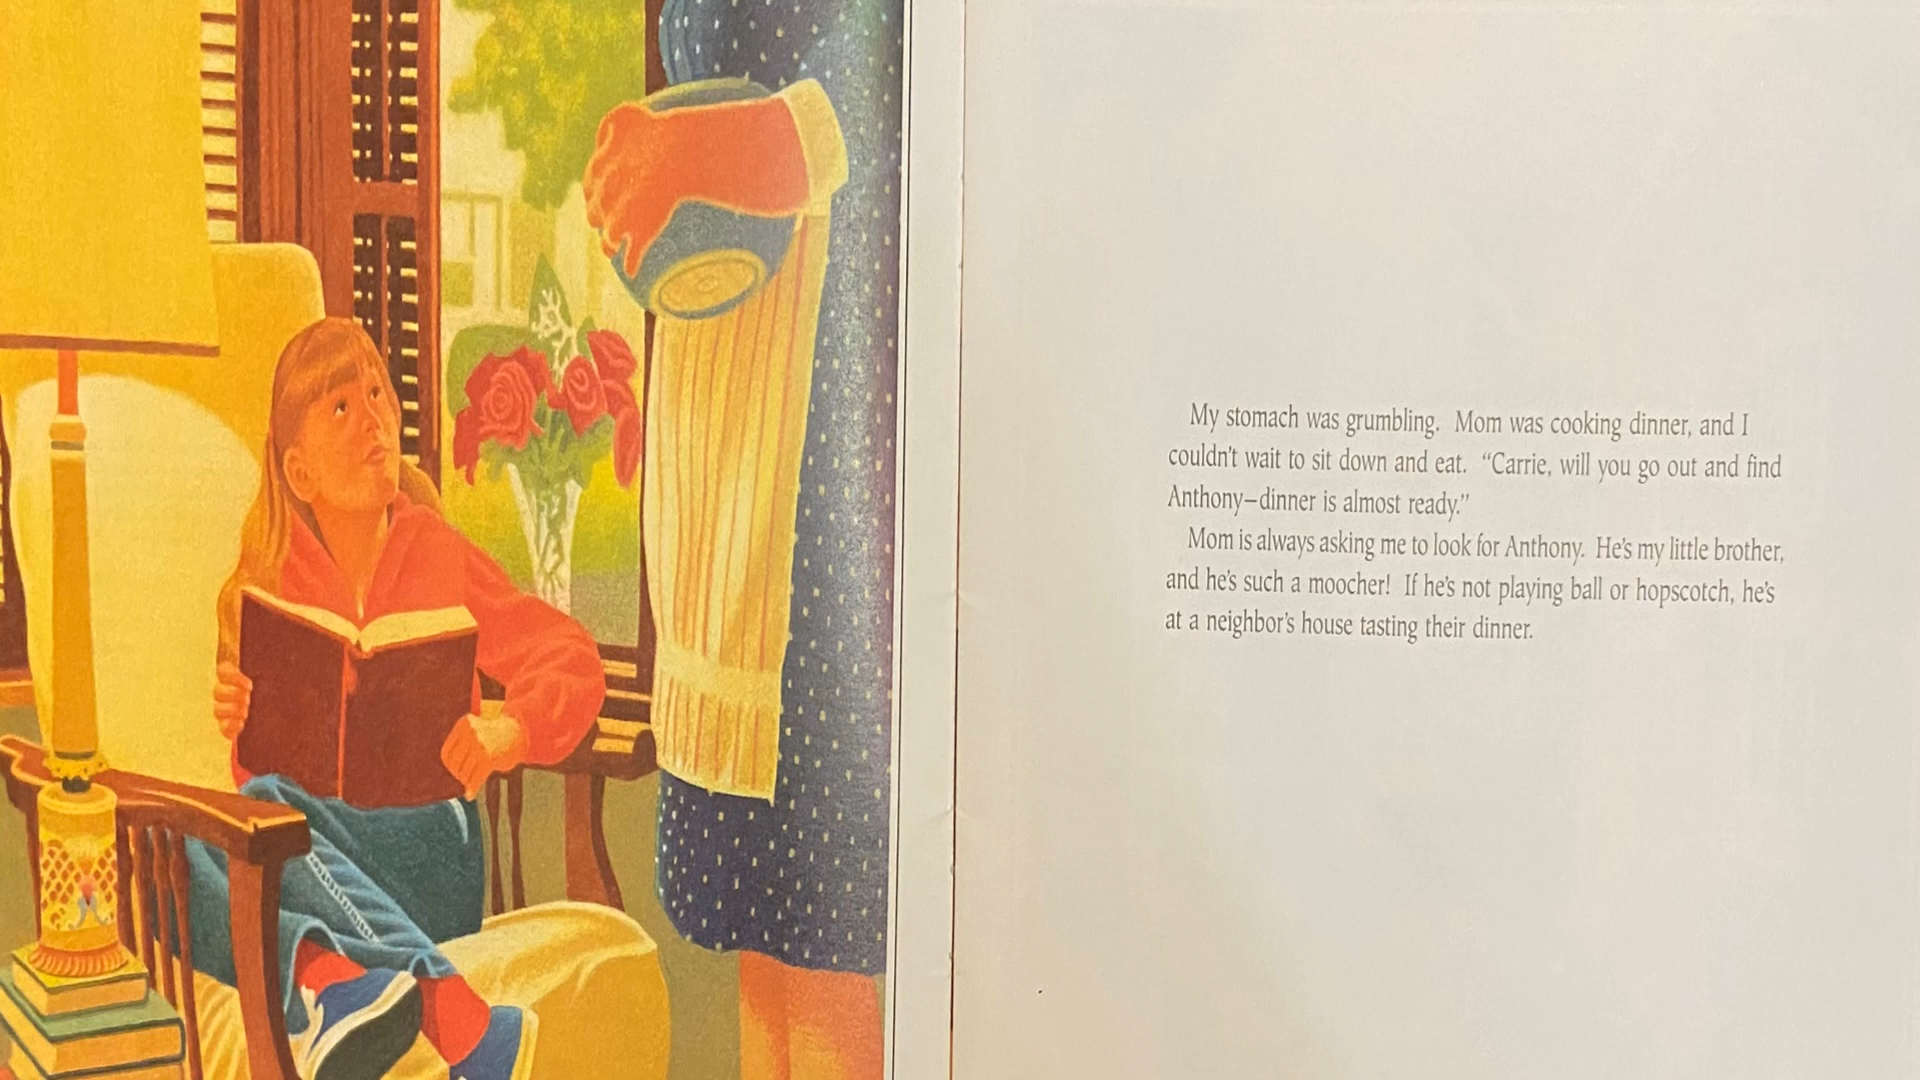 My stomach was grumbling. Mom was cooking dinner, and I
couldn't wait to sit down and eat. “Carrie, will you go out and find
Anthony–dinner is almost ready.”
Mom is always asking me to look for Anthony. He's my little brother,
and he's such a moocher! If he's not playing ball or hopscotch, he's
at a neighbor's house tasting their dinner.